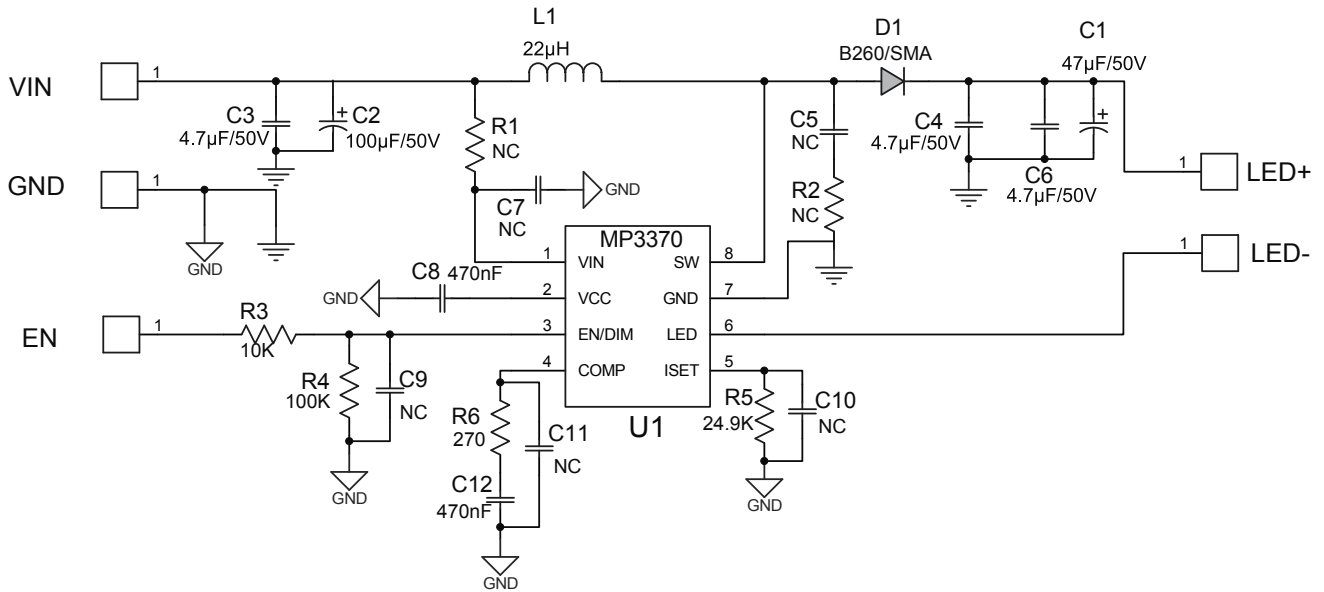 L1
22µH
D1
B260/SMA
C1
47µF/50V
VIN
1
C3
4.7µF/50V
C2
100µF/50V
+
R1
NC
C5
NC
C4
4.7µF/50V
+
C6
4.7µF/50V
1
LED+
GND
1
GND
C7
NC
GND
R2
NC
1
LED-
MP3370
1
VIN
SW
8
GND
C8
470nF
2
VCC
GND
7
EN
1
R3
10K
3
EN/DIM
LED
6
4
COMP
ISET
5
R4
100K
C9
NC
GND
R6
270
C11
NC
C12
470nF
GND
U1
R5
24.9K
C10
NC
GND